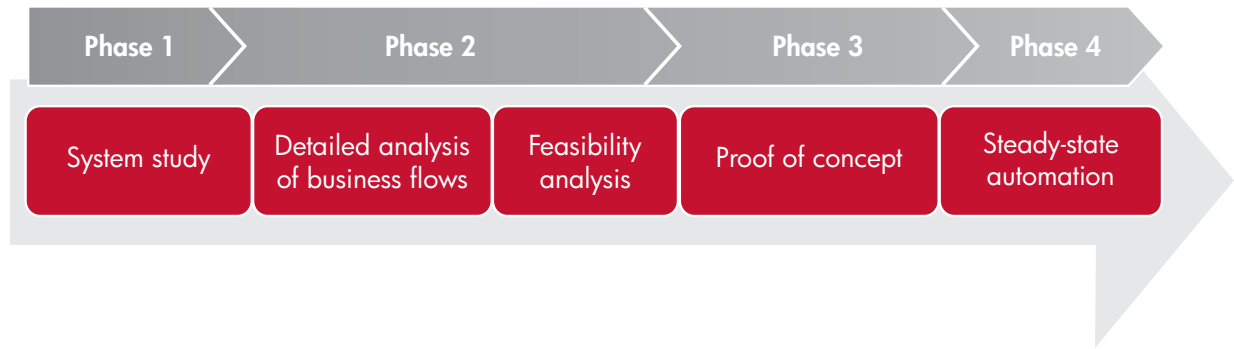 Phase 1
Phase 2
Phase 3
Phase 4
System study
Detailed analysis
of business flows
Feasibility
analysis
Proof of concept
Steady-state
automation